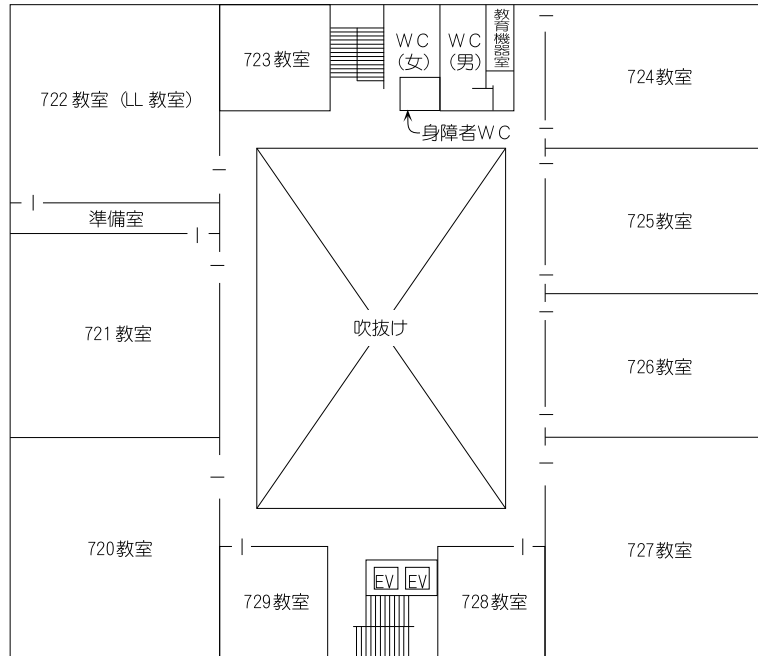 722教室（LL教室）
723教室
WC
(女)
WC
(男)
教育機器室
724教室
身障者WC
準備室
725教室
721教室
吹抜け
726教室
720教室
727教室
729教室
EV
EV
728教室